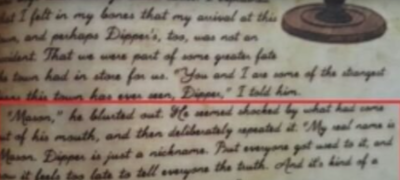 that I felt in my bones that my arrival at this
and perhaps Dipper's, too, was not an
That we were part of some greater fate
town had in store for us. "You and I are some of the strangest
this town has ever seen, Dipper," I told him.
"Mason," he blurted out. He seemed shocked by what had come
out of his mouth, and then deliberately repeated it. "My real name is
Mason. Dipper is just a nickname. But everyone got used to it, and
now it feels too late to tell everyone the truth. And it's kind of a